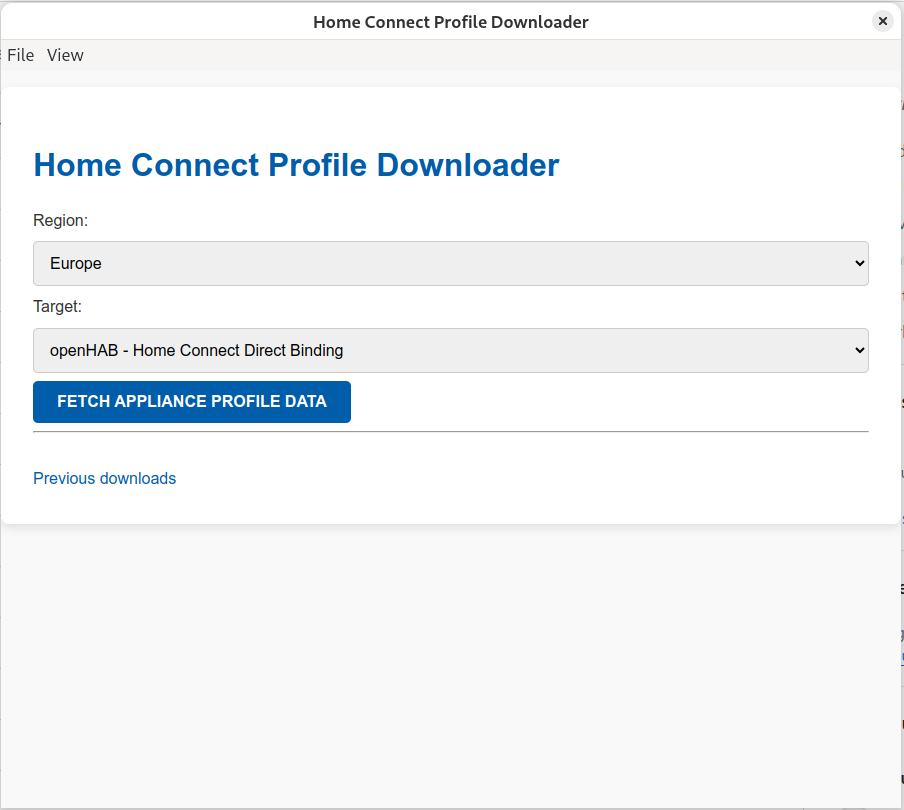 Home Connect Profile Downloader
File View
Home Connect Profile Downloader
Region:
Europe
Target:
openHAB - Home Connect Direct Binding
FETCH APPLIANCE PROFILE DATA
Previous downloads